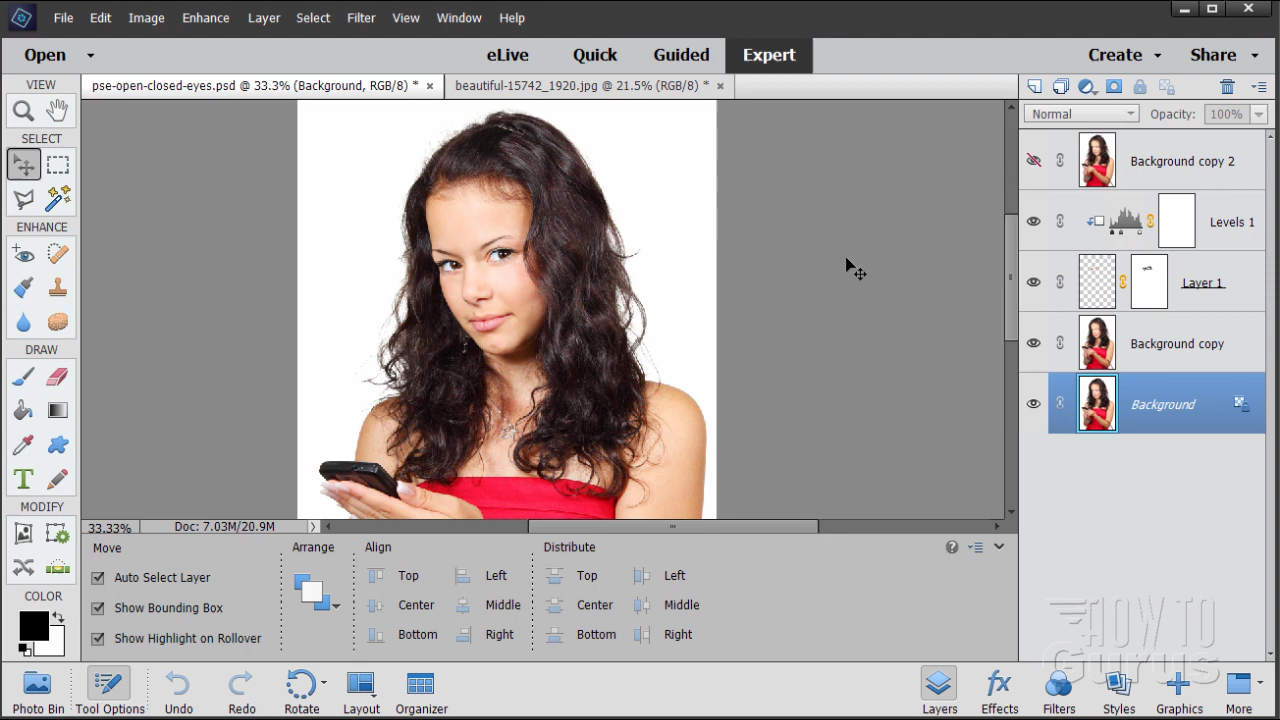 File Edit Image Enhance Layer Select Filter View Window Help
Open eLive Quick Guided Expert Create Share
VIEW
pse-open-closed-eyes.psd @ 33.3% (Background, RGB/8) * ×
beautiful-15742_1920.jpg @ 21.5% (RGB/8) * ×
Normal Opacity: 100%
SELECT
Background copy 2
Levels 1
ENHANCE
Layer 1
Background copy
DRAW
Background
T
MODIFY
33.33% Doc: 7.03M/20.9M
Move Arrange Align Distribute
Auto Select Layer Top Left Top Left
Show Bounding Box Center Middle Center Middle
Show Highlight on Rollover Bottom Right Bottom Right
COLOR
HOW TO
Gurus
fx
Photo Bin Tool Options Undo Redo Rotate Layout Organizer Layers Effects Filters Styles Graphics More